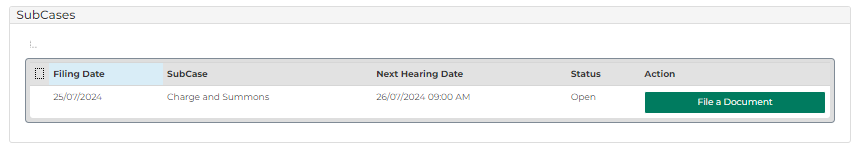 SubCases
Filing Date SubCase Next Hearing Date Status Action
25/07/2024 Charge and Summons 26/07/2024 09:00 AM Open File a Document